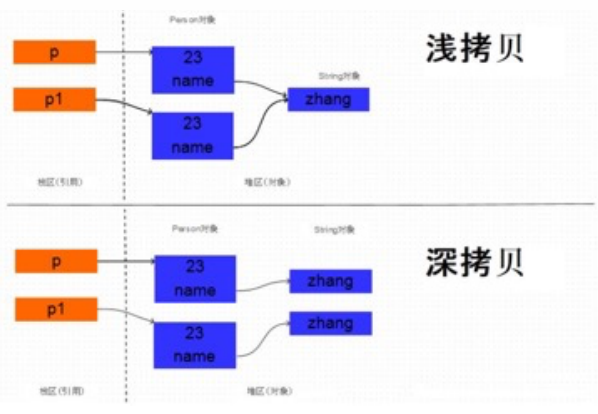 Person对象
浅拷贝
p
23
name
String对象
p1
zhang
23
name
栈区(引用)
堆区(对象)
Person对象
String对象
深拷贝
p
23
name
zhang
p1
zhang
23
name
栈区(引用)
堆区(对象)